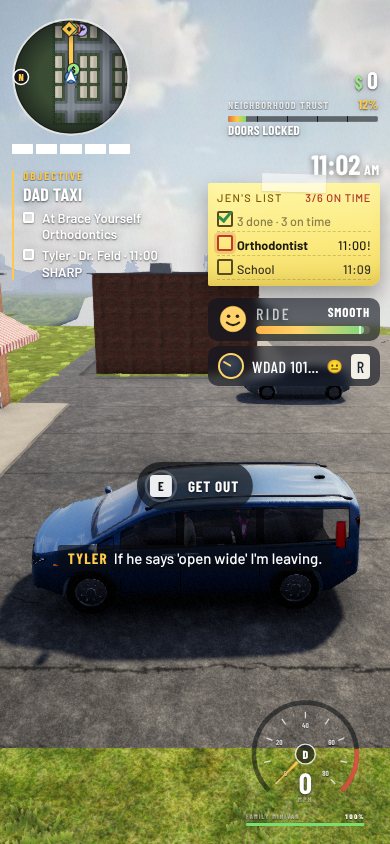 N
$ 0
NEIGHBORHOOD TRUST 12%
DOORS LOCKED
11:02 AM
OBJECTIVE
DAD TAXI
At Brace Yourself
Orthodontics
Tyler · Dr. Feld · 11:00
SHARP
JEN'S LIST 3/6 ON TIME
3 done · 3 on time
Orthodontist 11:00!
School 11:09
RIDE SMOOTH
WDAD 101... R
E GET OUT
TYLER If he says 'open wide' I'm leaving.
40
20 60
D
0 80
0
MPH
FAMILY MINIVAN 100%